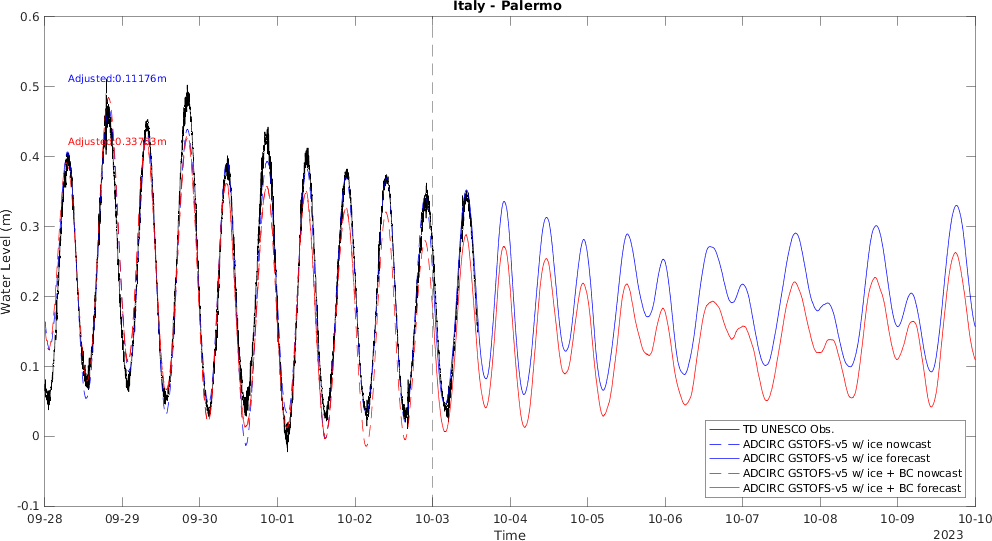 Italy - Palermo
0.6
0.5
0.4
0.3
0.2
0.1
0
-0.1
Water Level (m)
Adjusted:0.11176m
09-28
09-29
09-30
10-01
10-02
10-03
10-04
10-05
10-06
10-07
10-08
10-09
10-10
Time
2023
TD UNESCO Obs.
ADCIRC GSTOFS-v5 w/ ice nowcast
ADCIRC GSTOFS-v5 w/ ice forecast
ADCIRC GSTOFS-v5 w/ ice + BC nowcast
ADCIRC GSTOFS-v5 w/ ice + BC forecast